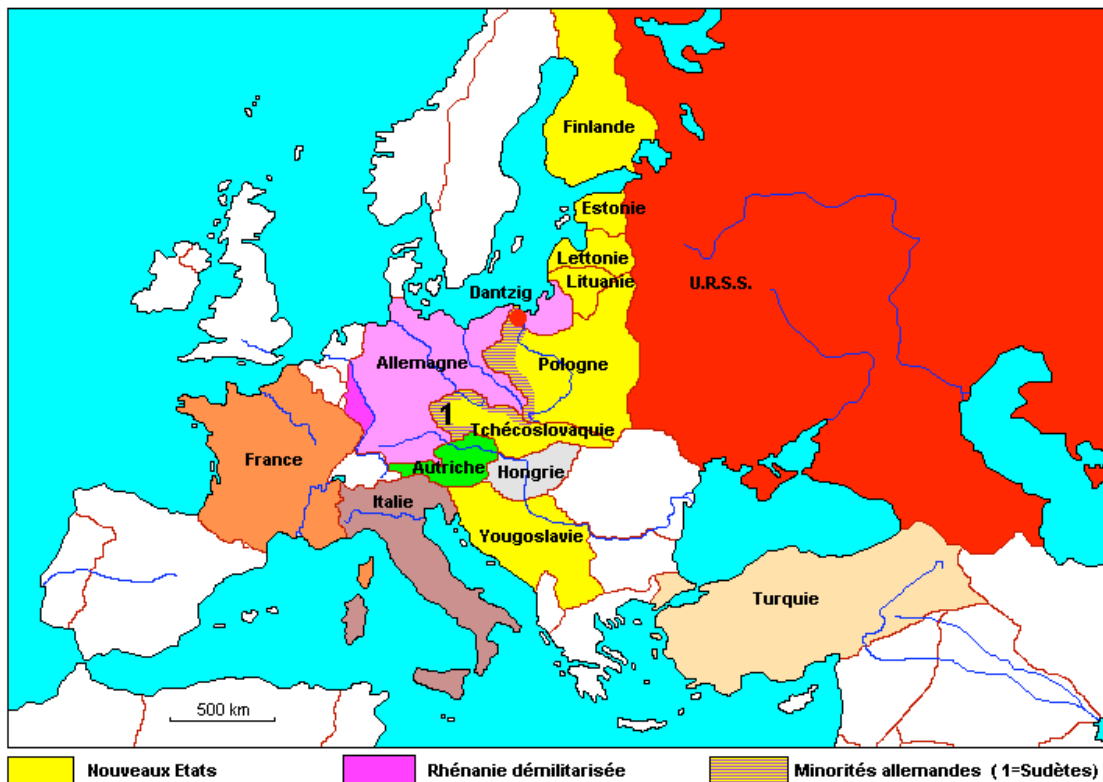 Finlande
Estonie
Lettonie
Lituanie
U.R.S.S.
Dantzig
Allemagne
Pologne
1
Tchécoslovaquie
France
Autriche
Hongrie
Italie
Yougoslavie
Turquie
500 km
Nouveaux Etats
Rhénanie démilitarisée
Minorités allemandes ( 1=Sudètes)